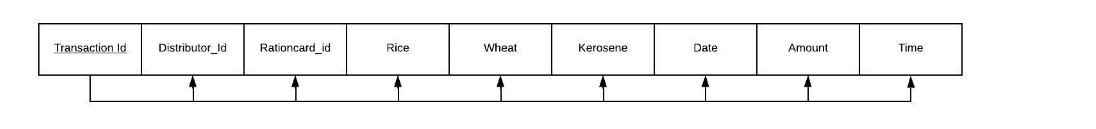 Transaction Id Distributor_Id Rationcard_id Rice Wheat Kerosene Date Amount Time